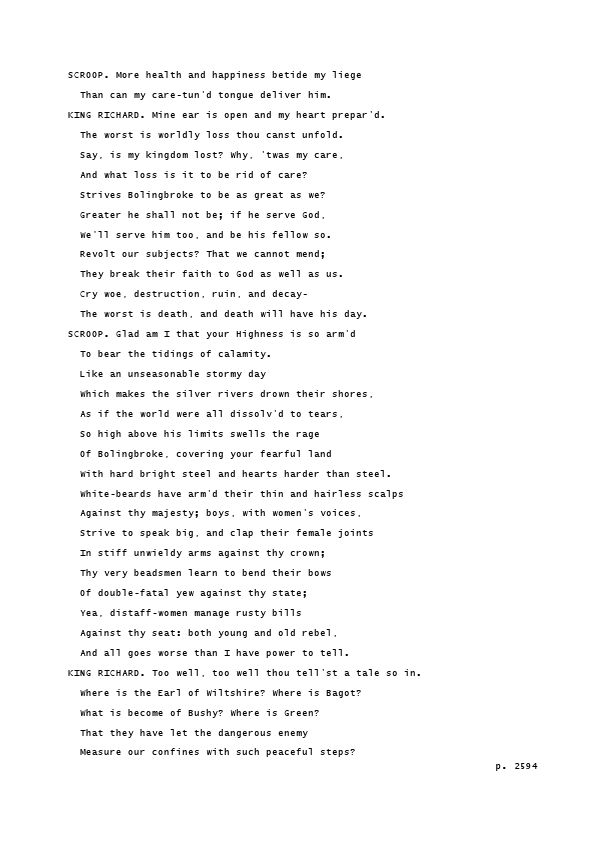 SCROOP. More health and happiness betide my liege
Than can my care-tun'd tongue deliver him.
KING RICHARD. Mine ear is open and my heart prepar'd.
The worst is worldly loss thou canst unfold.
Say, is my kingdom lost? Why, 'twas my care,
And what loss is it to be rid of care?
Strives Bolingbroke to be as great as we?
Greater he shall not be; if he serve God,
We'll serve him too, and be his fellow so.
Revolt our subjects? That we cannot mend;
They break their faith to God as well as us.
Cry woe, destruction, ruin, and decay-
The worst is death, and death will have his day.
SCROOP. Glad am I that your Highness is so arm'd
To bear the tidings of calamity.
Like an unseasonable stormy day
Which makes the silver rivers drown their shores,
As if the world were all dissolv'd to tears,
So high above his limits swells the rage
Of Bolingbroke, covering your fearful land
With hard bright steel and hearts harder than steel.
White-beards have arm'd their thin and hairless scalps
Against thy majesty; boys, with women's voices,
Strive to speak big, and clap their female joints
In stiff unwieldy arms against thy crown;
Thy very beadsmen learn to bend their bows
Of double-fatal yew against thy state;
Yea, distaff-women manage rusty bills
Against thy seat: both young and old rebel,
And all goes worse than I have power to tell.
KING RICHARD. Too well, too well thou tell'st a tale so in.
Where is the Earl of Wiltshire? Where is Bagot?
What is become of Bushy? Where is Green?
That they have let the dangerous enemy
Measure our confines with such peaceful steps?
p. 2594